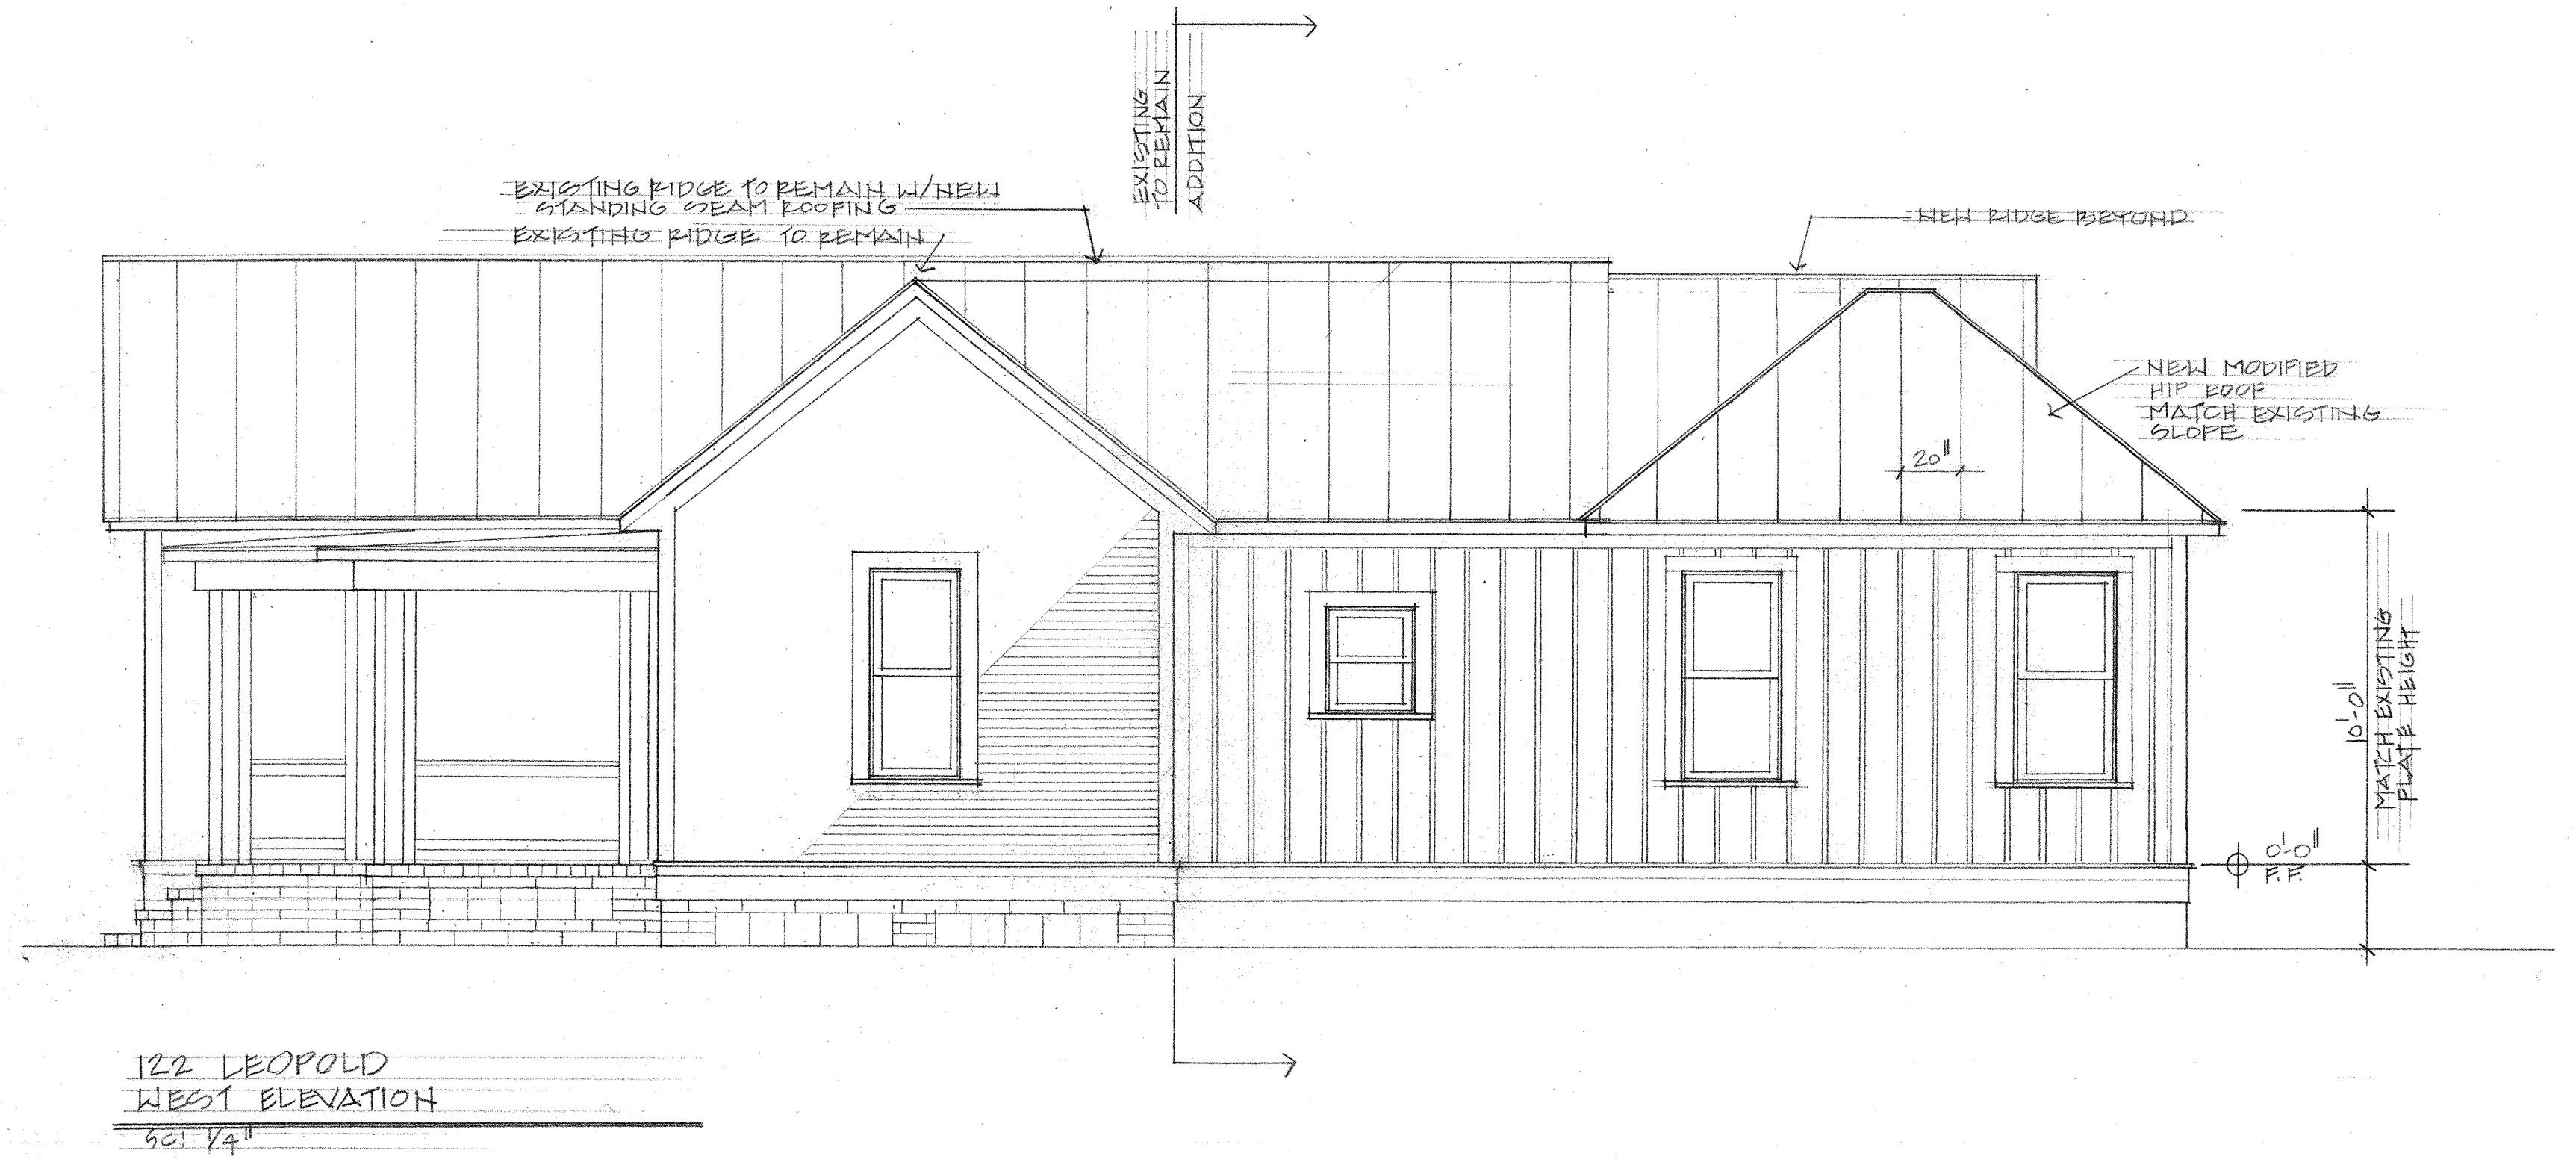 EXISTING
TO REMAIN
ADDITION
EXISTING RIDGE TO REMAIN W/NEW
STANDING SEAM ROOFING
EXISTING RIDGE TO REMAIN
NEW RIDGE BEYOND
NEW MODIFIED
HIP ROOF
MATCH EXISTING
SLOPE
20"
10'-0"
MATCH EXISTING
PLATE HEIGHT
0'-0"
F.F.
122 LEOPOLD
WEST ELEVATION
SC: 1/4"